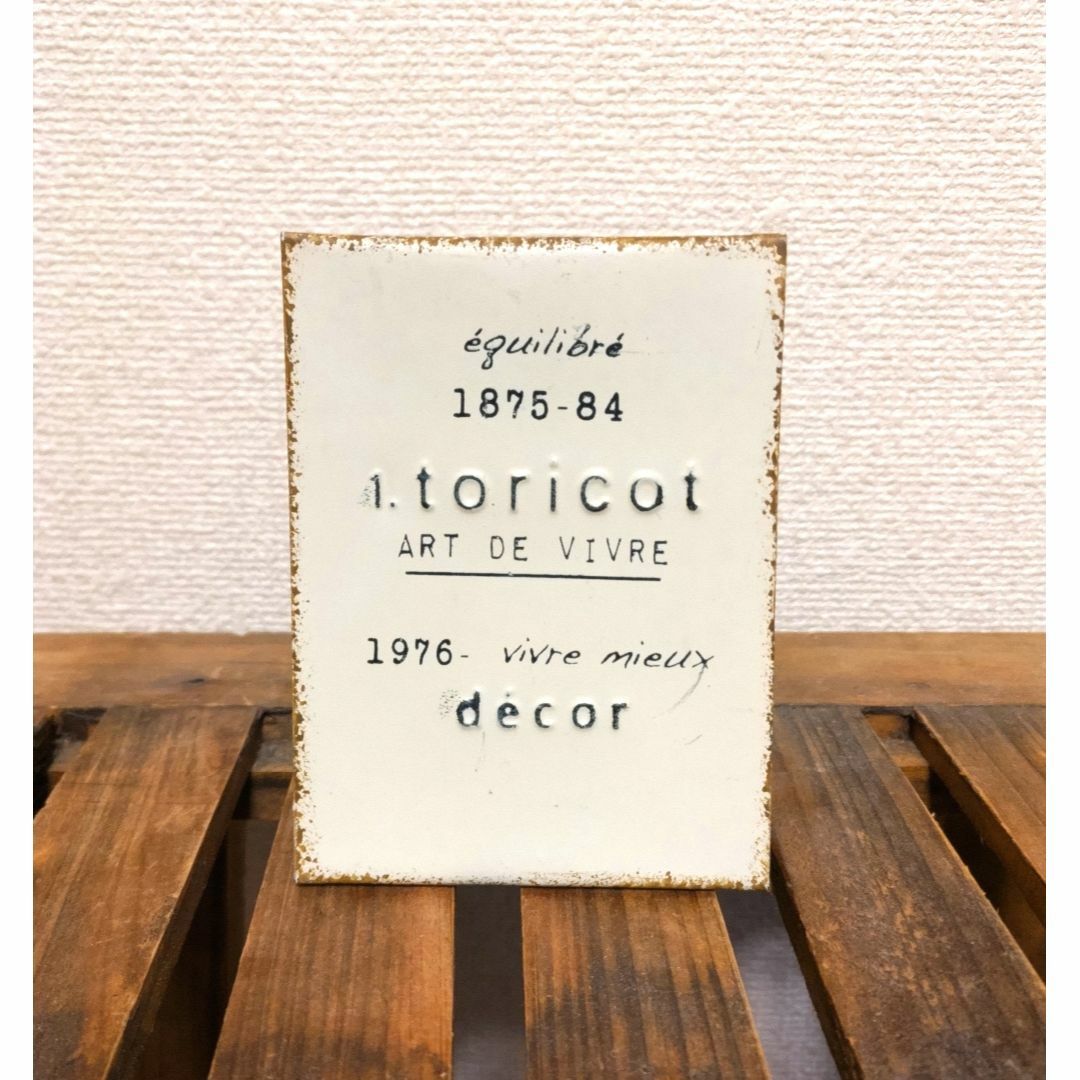 équilibré
1875-84
1. toricot
ART DE VIVRE
1976- vivre mieux
décor